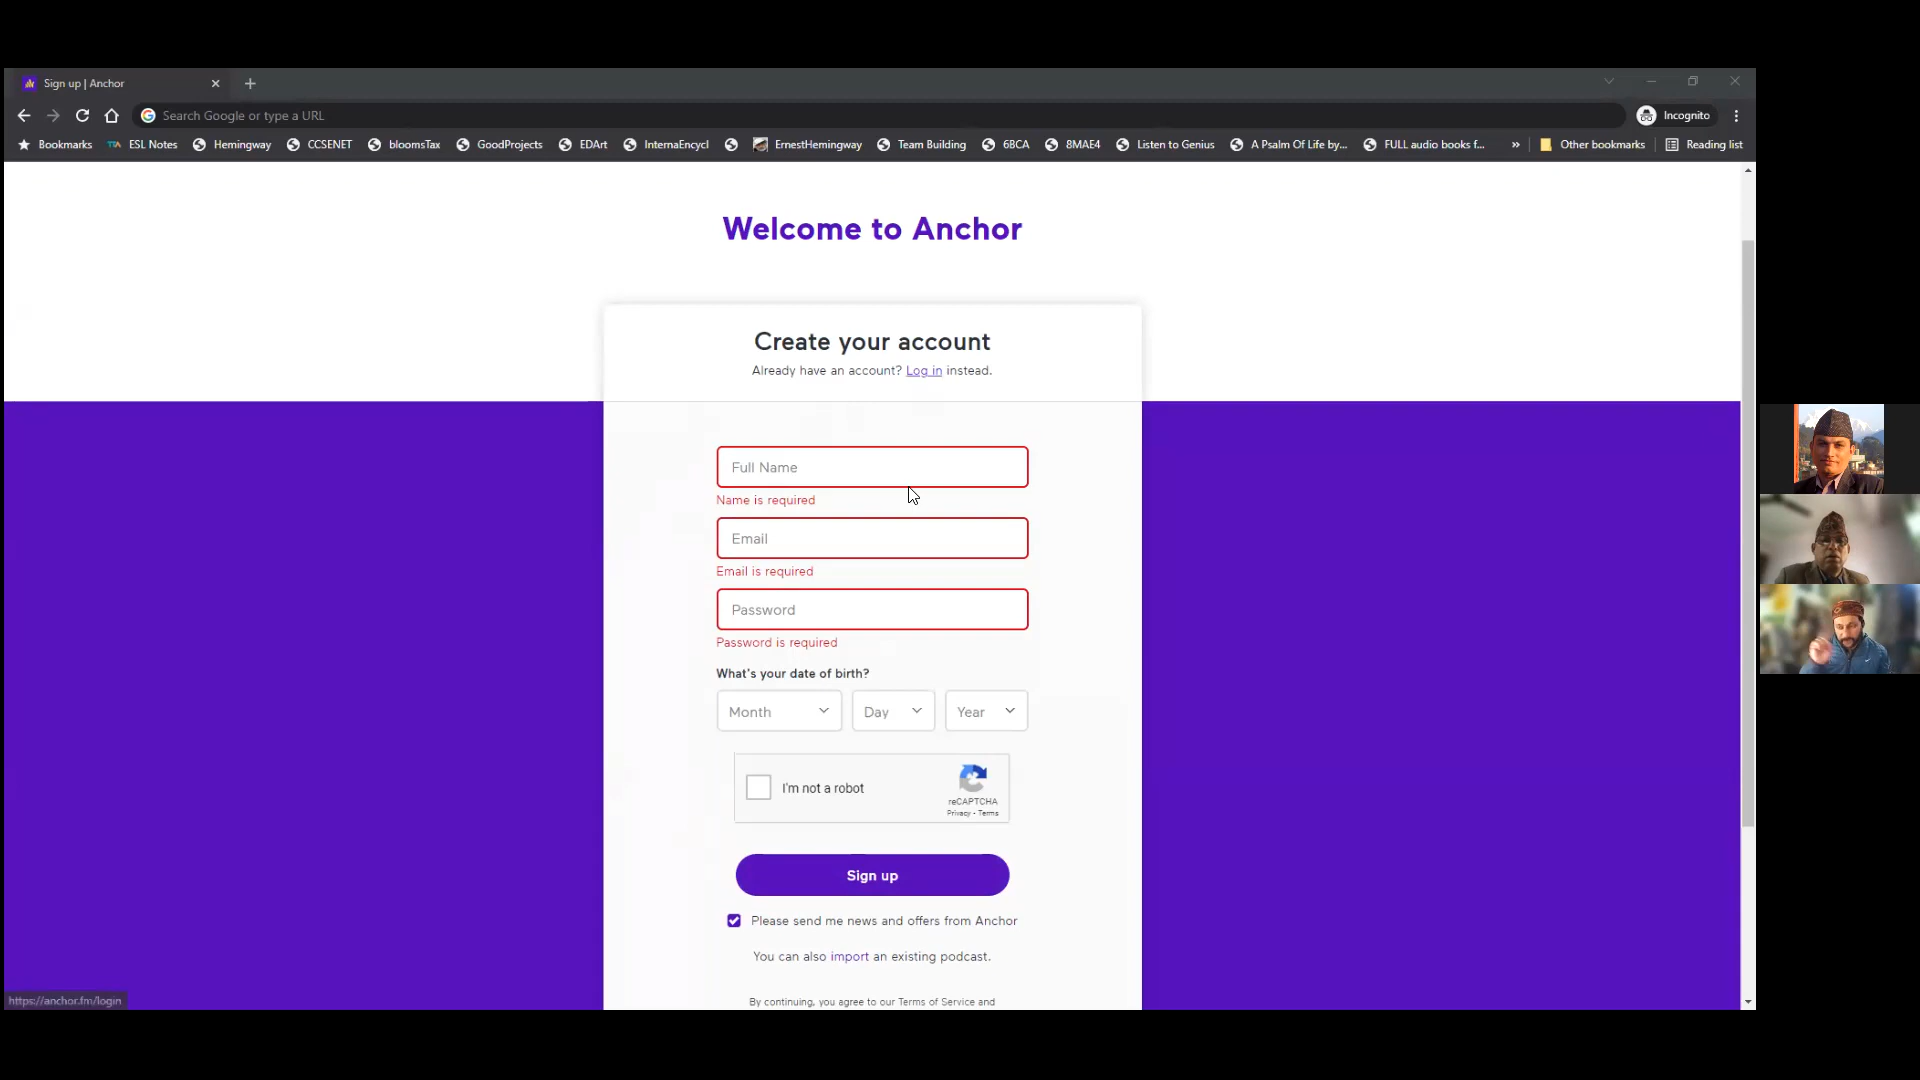 Sign up | Anchor
Search Google or type a URL
Incognito
Bookmarks ESL Notes Hemingway CCSENET bloomsTax GoodProjects EDArt InternaEncycl ErnestHemingway Team Building 6BCA 8MAE4 Listen to Genius A Psalm Of Life by... FULL audio books f... » Other bookmarks Reading list
Welcome to Anchor
Create your account
Already have an account? Log in instead.
Full Name
Name is required
Email
Email is required
Password
Password is required
What's your date of birth?
Month Day Year
I'm not a robot
reCAPTCHA
Privacy - Terms
Sign up
Please send me news and offers from Anchor
You can also import an existing podcast.
By continuing, you agree to our Terms of Service and
https://anchor.fm/login